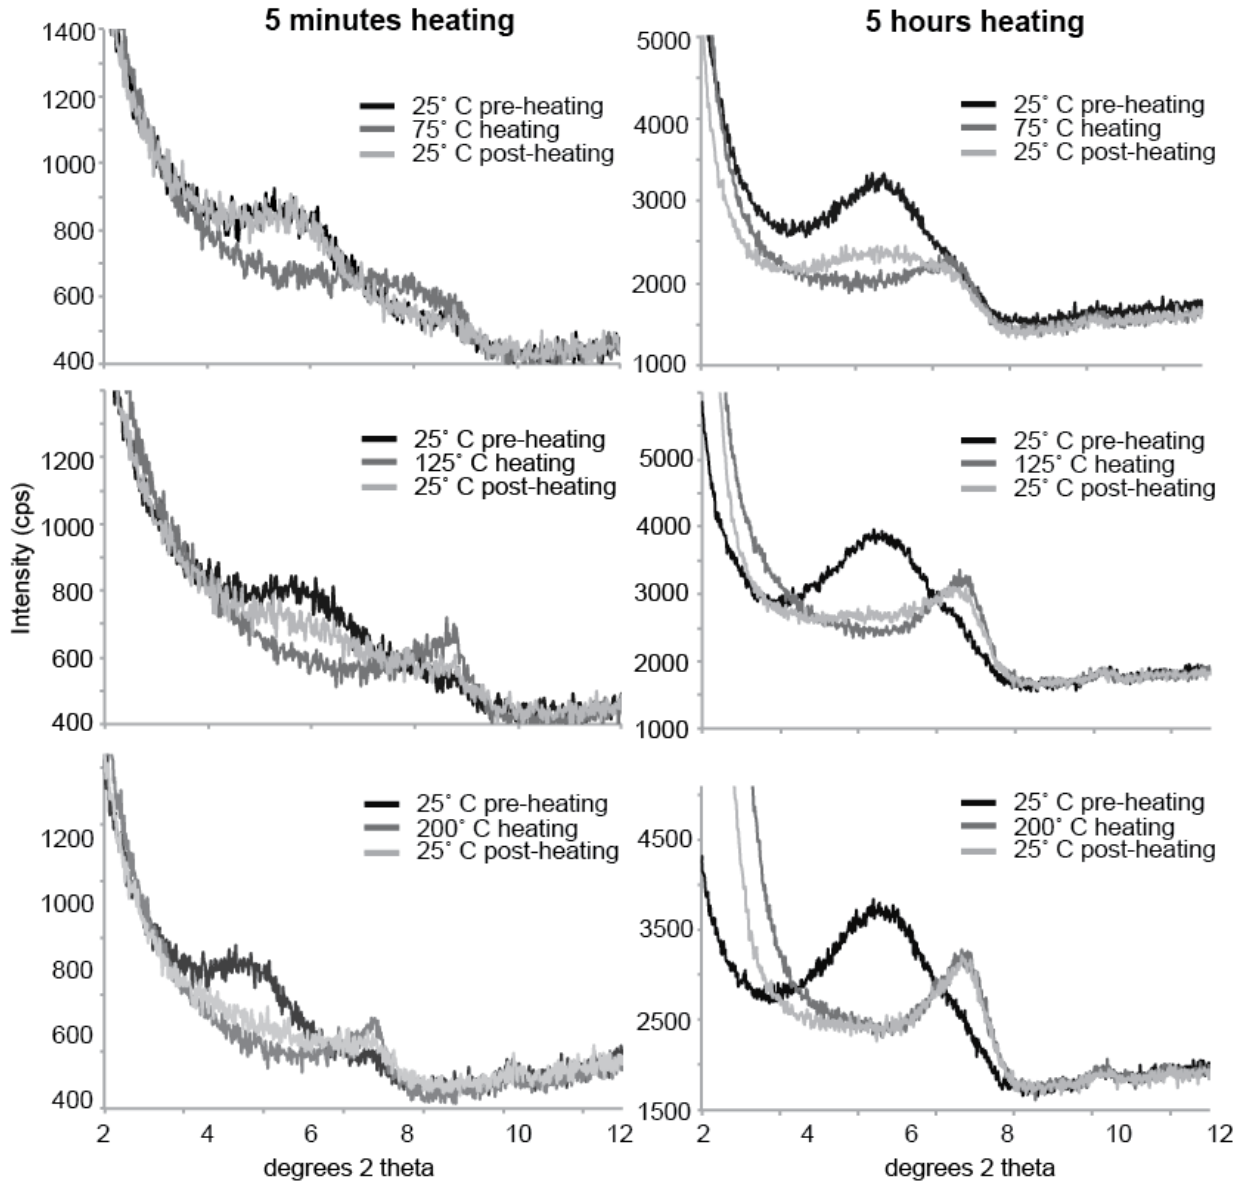 5 minutes heating
1400
1200
1000
800
600
400
25° C pre-heating
75° C heating
25° C post-heating
5 hours heating
5000
4000
3000
2000
1000
25° C pre-heating
75° C heating
25° C post-heating
Intensity (cps)
1200
1000
800
600
400
25° C pre-heating
125° C heating
25° C post-heating
5000
4000
3000
2000
1000
25° C pre-heating
125° C heating
25° C post-heating
1200
1000
800
600
400
25° C pre-heating
200° C heating
25° C post-heating
2 4 6 8 10 12
degrees 2 theta
4500
3500
2500
1500
25° C pre-heating
200° C heating
25° C post-heating
2 4 6 8 10 12
degrees 2 theta